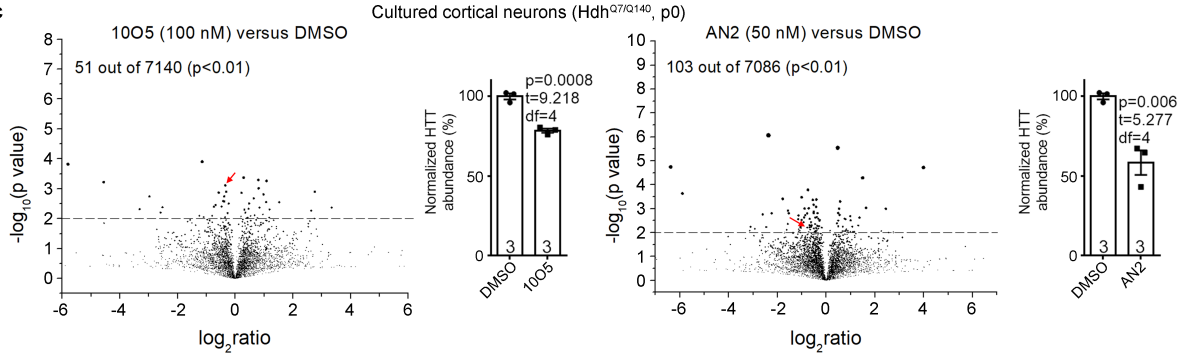 c
Cultured cortical neurons (Hdh^Q7/Q140, p0)
10O5 (100 nM) versus DMSO
51 out of 7140 (p<0.01)
-log10(p value)
8
7
6
5
4
3
2
1
0
-6
-4
-2
0
2
4
6
log2ratio
Normalized HTT
abundance (%)
100
50
0
p=0.0008
t=9.218
df=4
3
3
DMSO
10O5
AN2 (50 nM) versus DMSO
103 out of 7086 (p<0.01)
-log10(p value)
10
9
8
7
6
5
4
3
2
1
0
-6
-4
-2
0
2
4
6
log2ratio
Normalized HTT
abundance (%)
100
50
0
p=0.006
t=5.277
df=4
3
3
DMSO
AN2